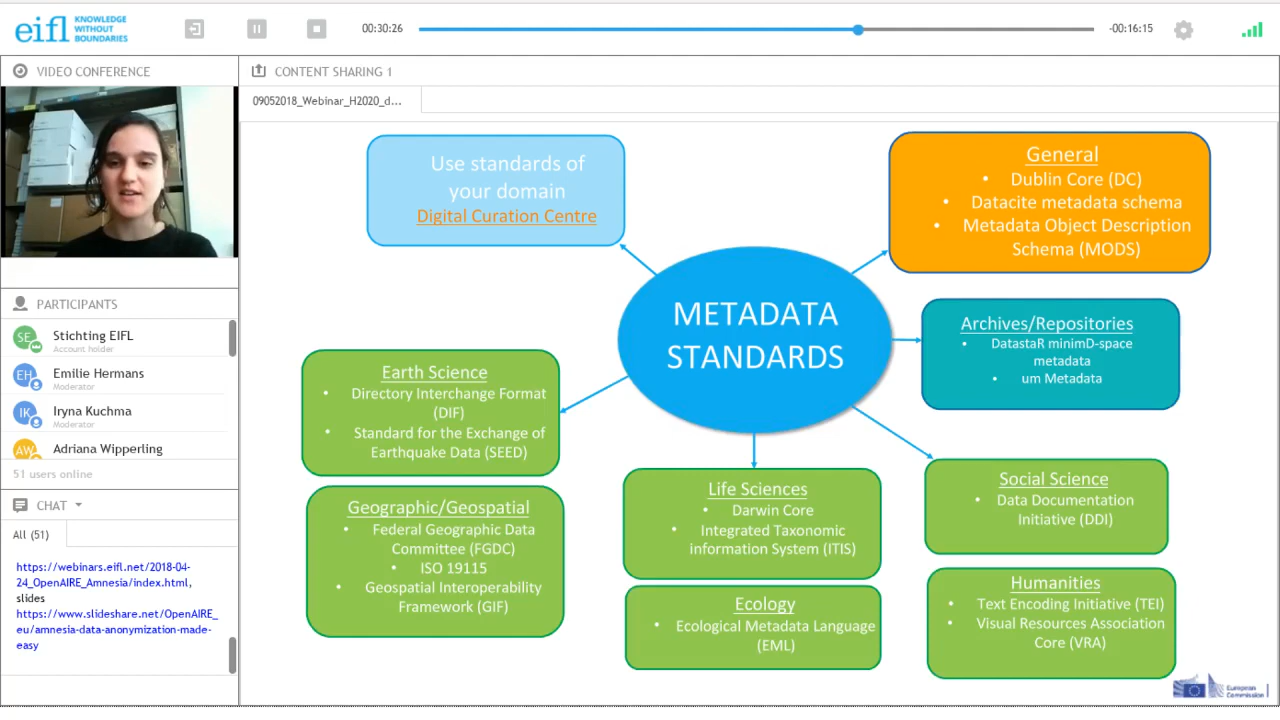 eifl KNOWLEDGE
WITHOUT
BOUNDARIES
00:30:26
-00:16:15
VIDEO CONFERENCE
CONTENT SHARING 1
09052018_Webinar_H2020_d...
PARTICIPANTS
SE
Stichting EIFL
Account holder
EH
Emilie Hermans
Moderator
IK
Iryna Kuchma
Moderator
AW
Adriana Wipperling
51 users online
CHAT
All (51)
https://webinars.eifl.net/2018-04-
24_OpenAIRE_Amnesia/index.html,
slides
https://www.slideshare.net/OpenAIRE_
eu/amnesia-data-anonymization-made-
easy
Use standards of
your domain
Digital Curation Centre
General
• Dublin Core (DC)
• Datacite metadata schema
• Metadata Object Description
Schema (MODS)
METADATA
STANDARDS
Archives/Repositories
• DatastaR minimD-space
metadata
• um Metadata
Earth Science
• Directory Interchange Format
(DIF)
• Standard for the Exchange of
Earthquake Data (SEED)
Geographic/Geospatial
• Federal Geographic Data
Committee (FGDC)
• ISO 19115
• Geospatial Interoperability
Framework (GIF)
Life Sciences
• Darwin Core
• Integrated Taxonomic
information System (ITIS)
Ecology
• Ecological Metadata Language
(EML)
Social Science
• Data Documentation
Initiative (DDI)
Humanities
• Text Encoding Initiative (TEI)
• Visual Resources Association
Core (VRA)
European
Commission